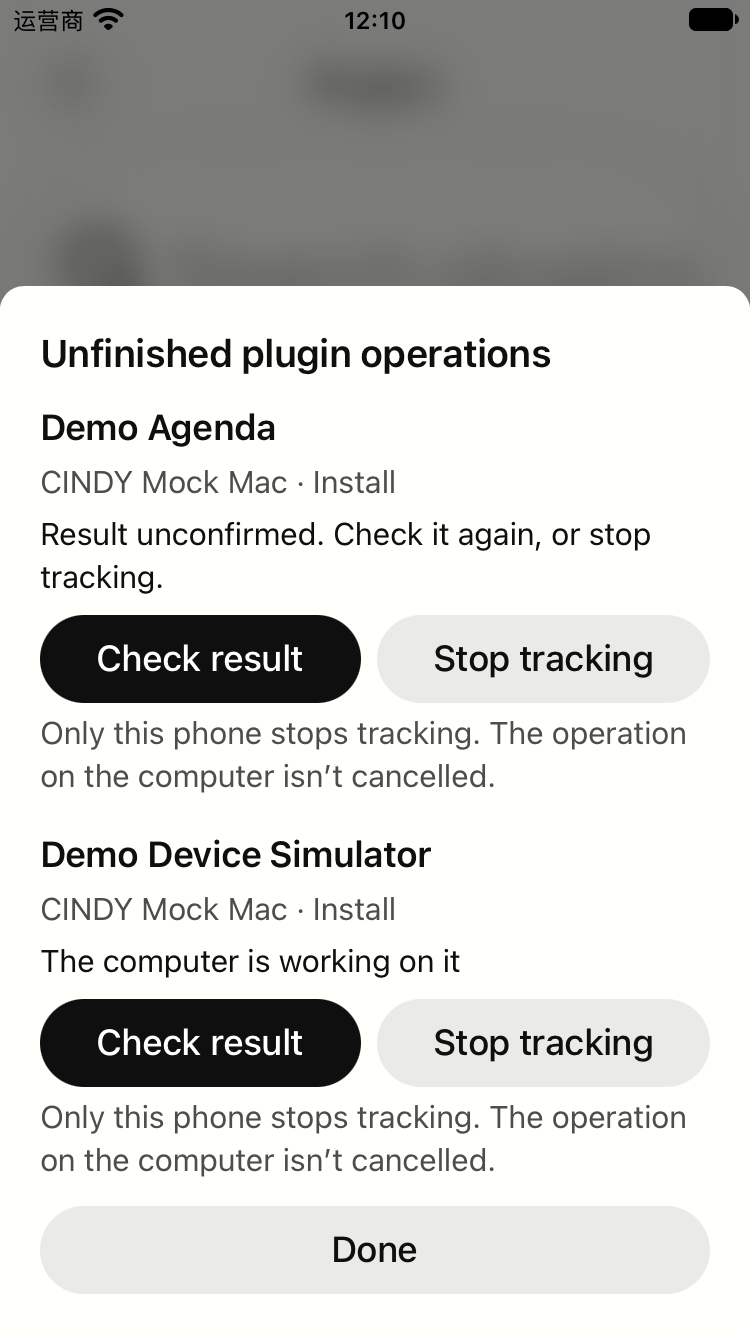 运营商
12:10
Unfinished plugin operations
Demo Agenda
CINDY Mock Mac · Install
Result unconfirmed. Check it again, or stop
tracking.
Check result
Stop tracking
Only this phone stops tracking. The operation
on the computer isn’t cancelled.
Demo Device Simulator
CINDY Mock Mac · Install
The computer is working on it
Check result
Stop tracking
Only this phone stops tracking. The operation
on the computer isn’t cancelled.
Done